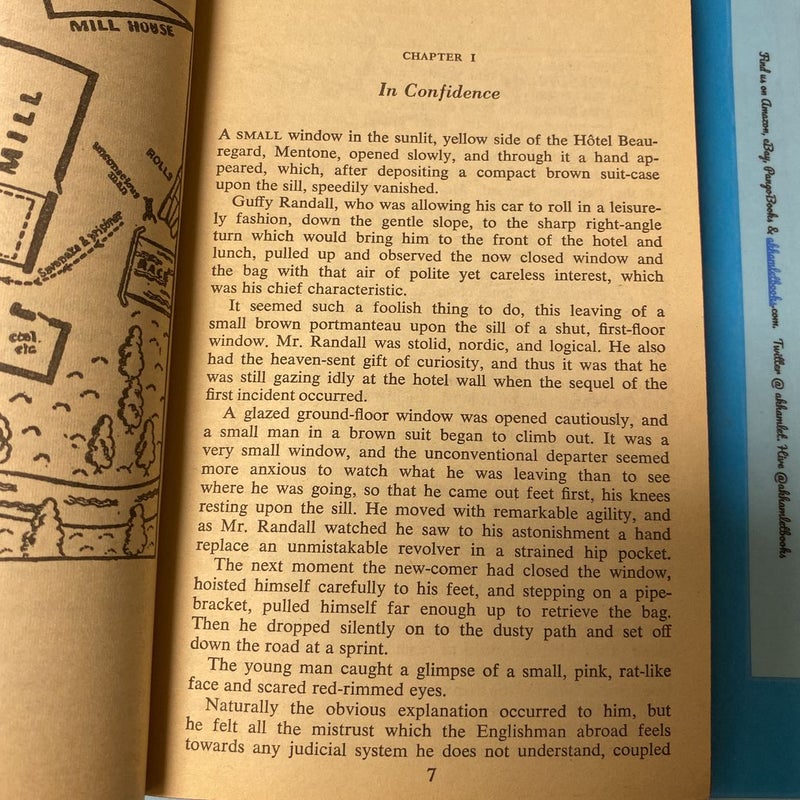 MILL HOUSE
MILL
ROLLS
unconscious
man
RACE
coal.
etc
CHAPTER I
In Confidence
A SMALL window in the sunlit, yellow side of the Hôtel Beau-
regard, Mentone, opened slowly, and through it a hand ap-
peared, which, after depositing a compact brown suit-case
upon the sill, speedily vanished.
Guffy Randall, who was allowing his car to roll in a leisure-
ly fashion, down the gentle slope, to the sharp right-angle
turn which would bring him to the front of the hotel and
lunch, pulled up and observed the now closed window and
the bag with that air of polite yet careless interest, which
was his chief characteristic.
It seemed such a foolish thing to do, this leaving of a
small brown portmanteau upon the sill of a shut, first-floor
window. Mr. Randall was stolid, nordic, and logical. He also
had the heaven-sent gift of curiosity, and thus it was that he
was still gazing idly at the hotel wall when the sequel of the
first incident occurred.
A glazed ground-floor window was opened cautiously, and
a small man in a brown suit began to climb out. It was a
very small window, and the unconventional departer seemed
more anxious to watch what he was leaving than to see
where he was going, so that he came out feet first, his knees
resting upon the sill. He moved with remarkable agility, and
as Mr. Randall watched he saw to his astonishment a hand
replace an unmistakable revolver in a strained hip pocket.
The next moment the new-comer had closed the window,
hoisted himself carefully to his feet, and stepping on a pipe-
bracket, pulled himself far enough up to retrieve the bag.
Then he dropped silently on to the dusty path and set off
down the road at a sprint.
The young man caught a glimpse of a small, pink, rat-like
face and scared red-rimmed eyes.
Naturally the obvious explanation occurred to him, but
he felt all the mistrust which the Englishman abroad feels
towards any judicial system he does not understand, coupled
7
Find us on Amazon, eBay, PangoBooks & akhamletbooks.com. Twitter @ akhamlet. Hive @akhamletbooks